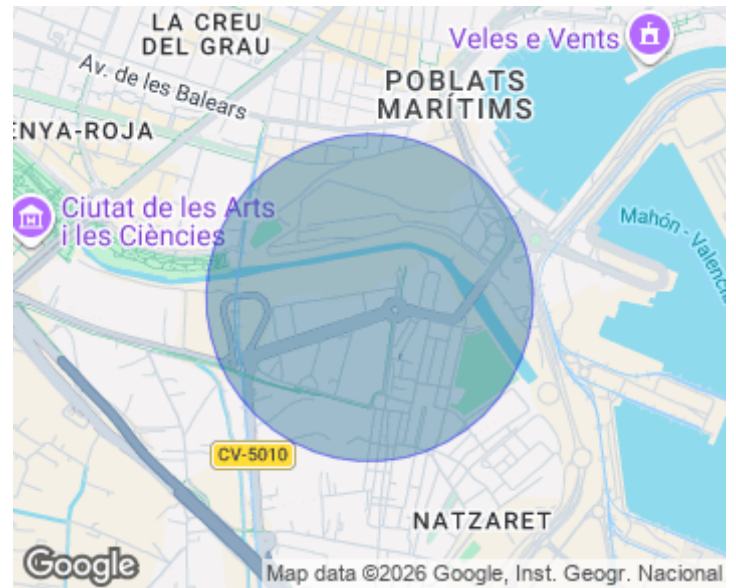 LA CREU
DEL GRAU
Veles e Vents
Av. de les Balears
POBLATS
MARÍTIMS
ENYA-ROJA
Ciutat de les Arts
i les Ciències
Mahón - Valencia
CV-5010
NATZARET
Google
Map data ©2026 Google, Inst. Geogr. Nacional